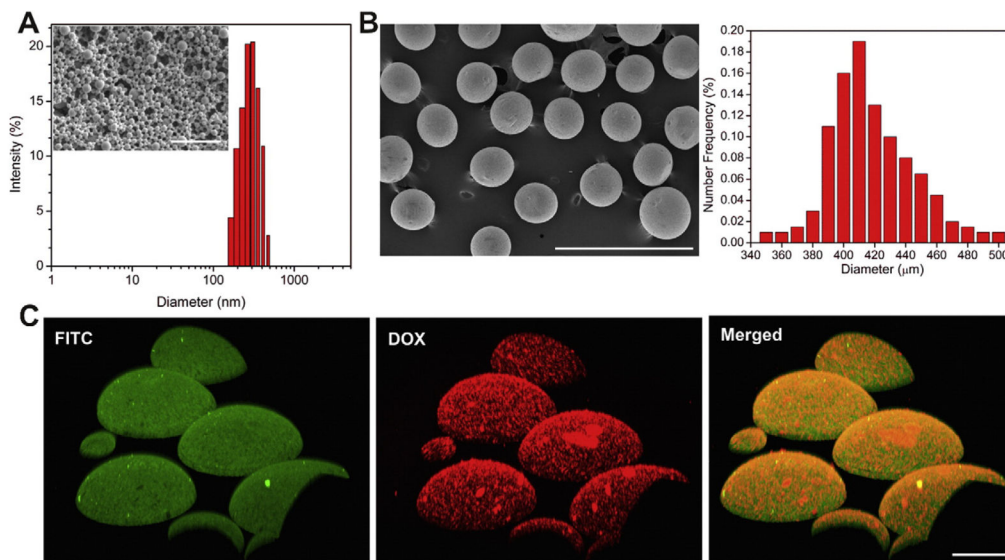 A
Intensity (%)
20
15
10
5
0
1
10
100
1000
Diameter (nm)
B
Number Frequency (%)
0.20
0.18
0.16
0.14
0.12
0.10
0.08
0.06
0.04
0.02
0.00
340
360
380
400
420
440
460
480
500
Diameter (μm)
C
FITC
DOX
Merged